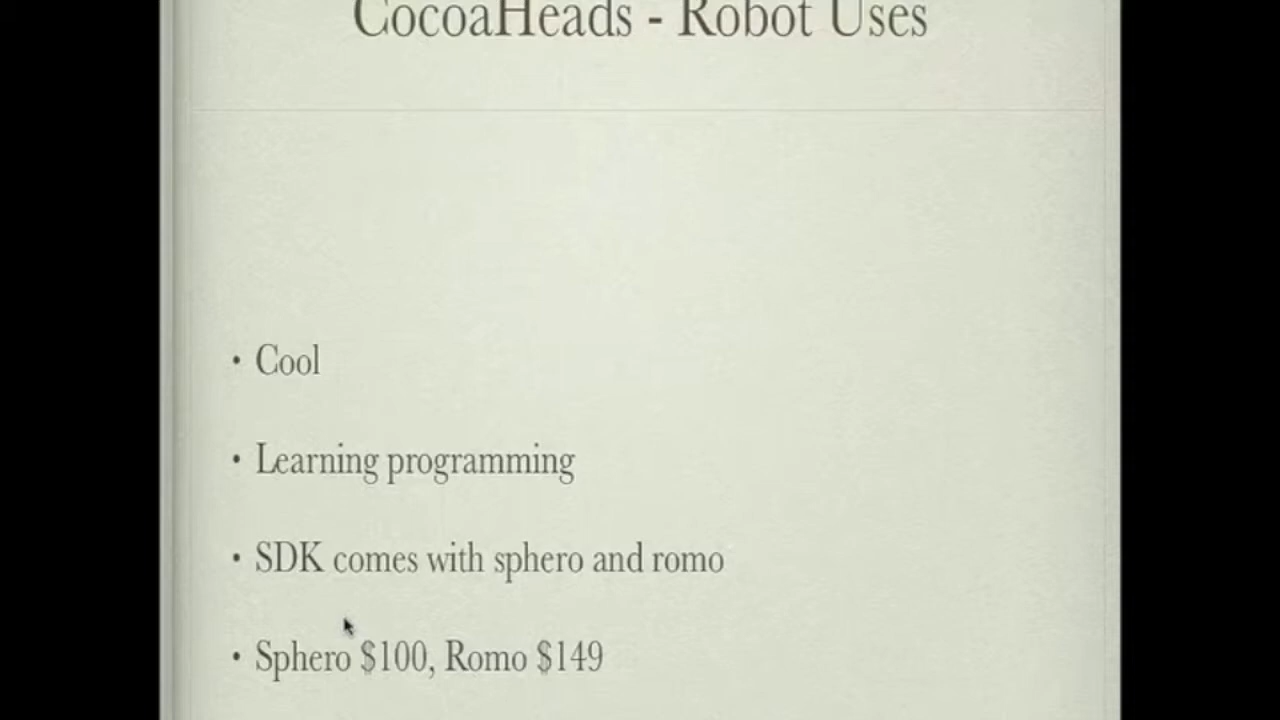 CocoaHeads - Robot Uses
• Cool
• Learning programming
• SDK comes with sphero and romo
• Sphero $100, Romo $149